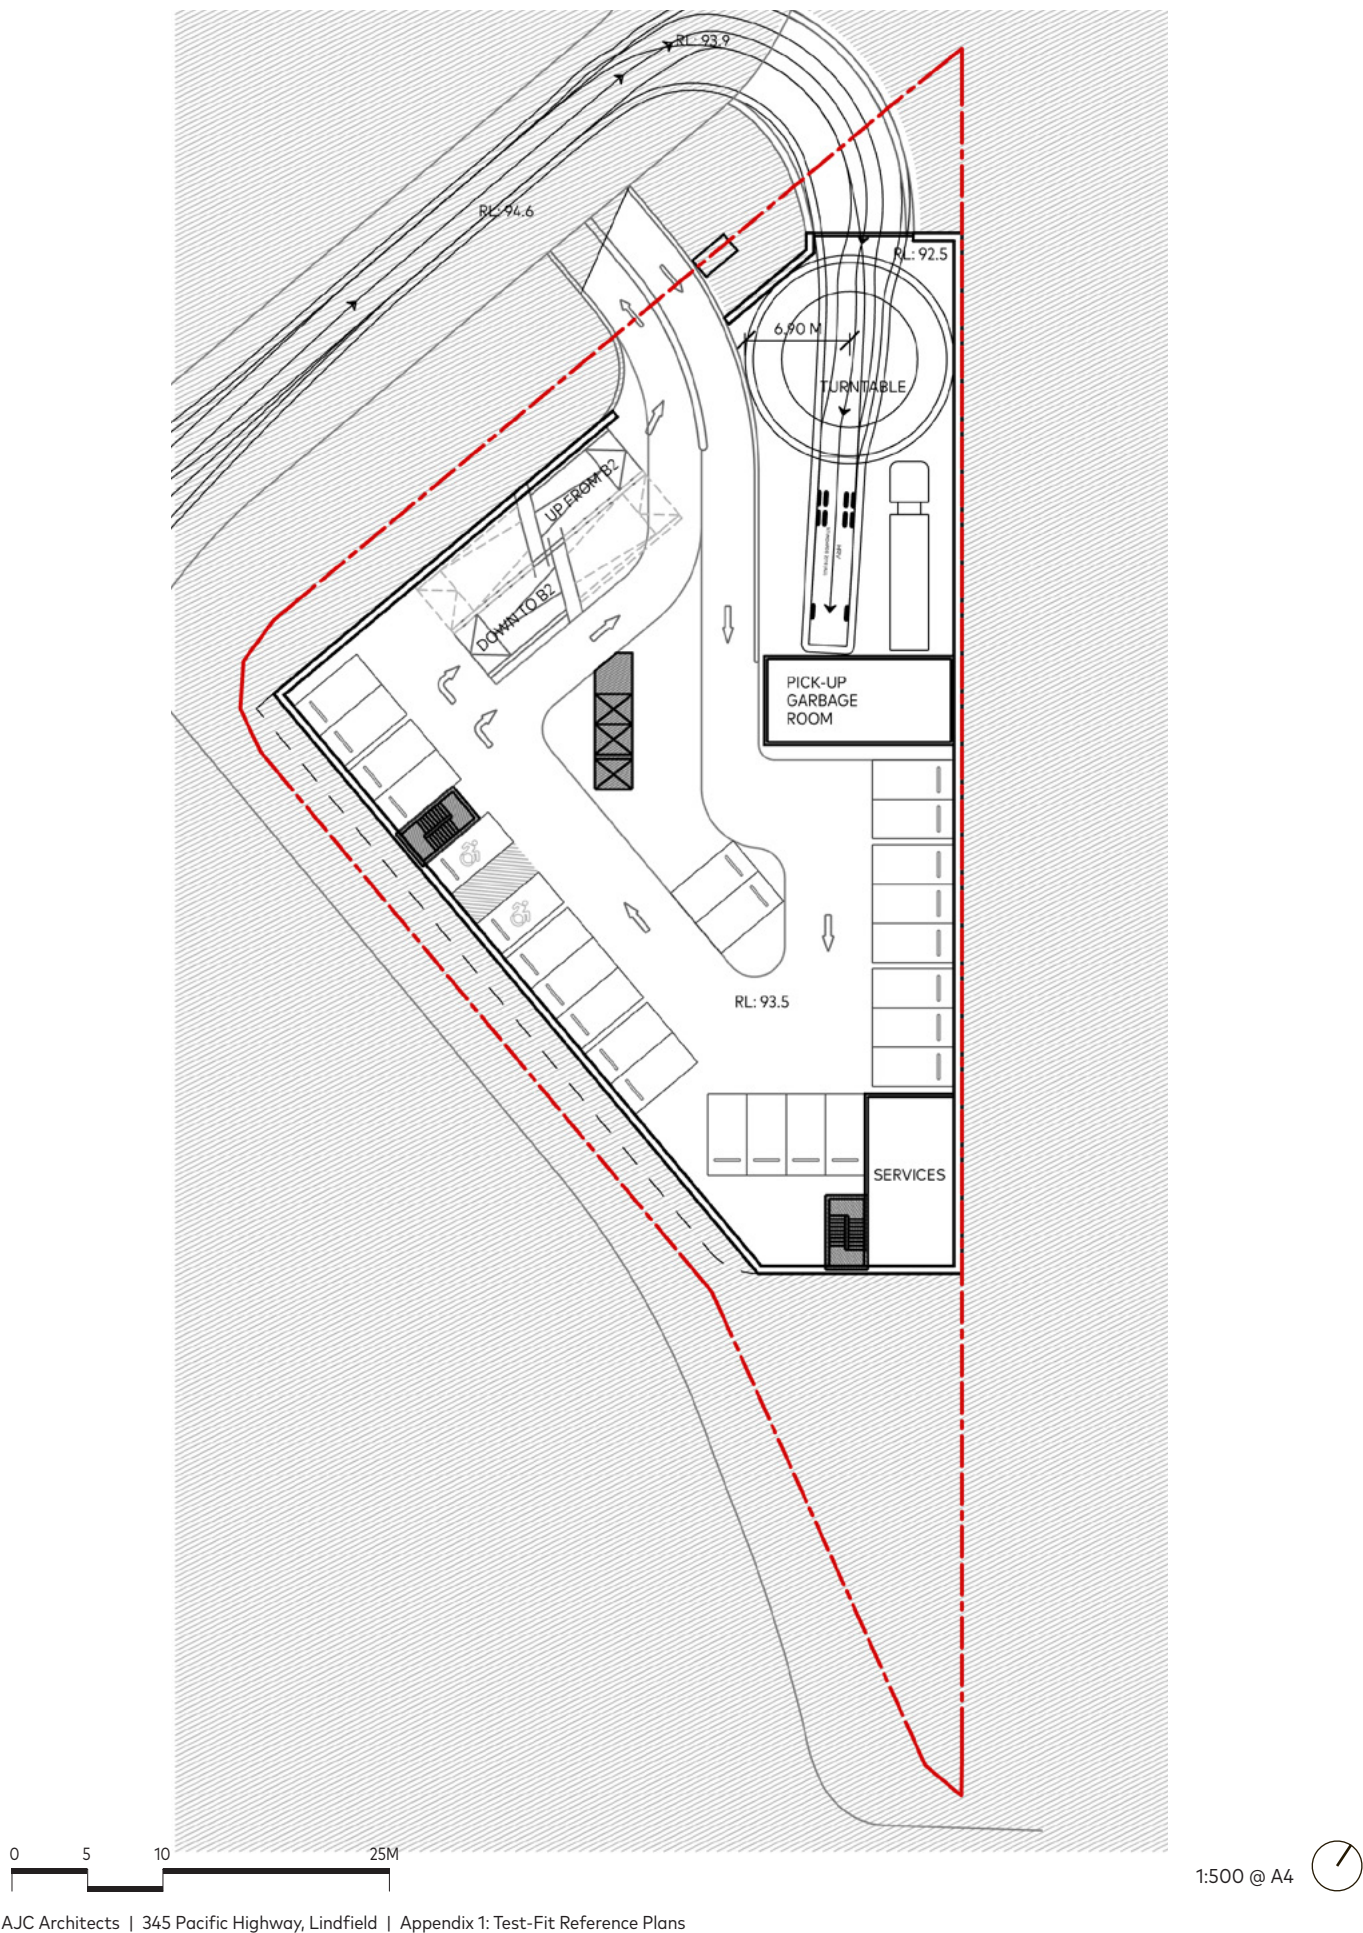 RL: 93.9
RL: 94.6
RL: 92.5
6.90 M
TURNTABLE
UP FROM B2
DOWN TO B2
PICK-UP
GARBAGE
ROOM
RL: 93.5
SERVICES
0 5 10 25M
1:500 @ A4
AJC Architects | 345 Pacific Highway, Lindfield | Appendix 1: Test-Fit Reference Plans